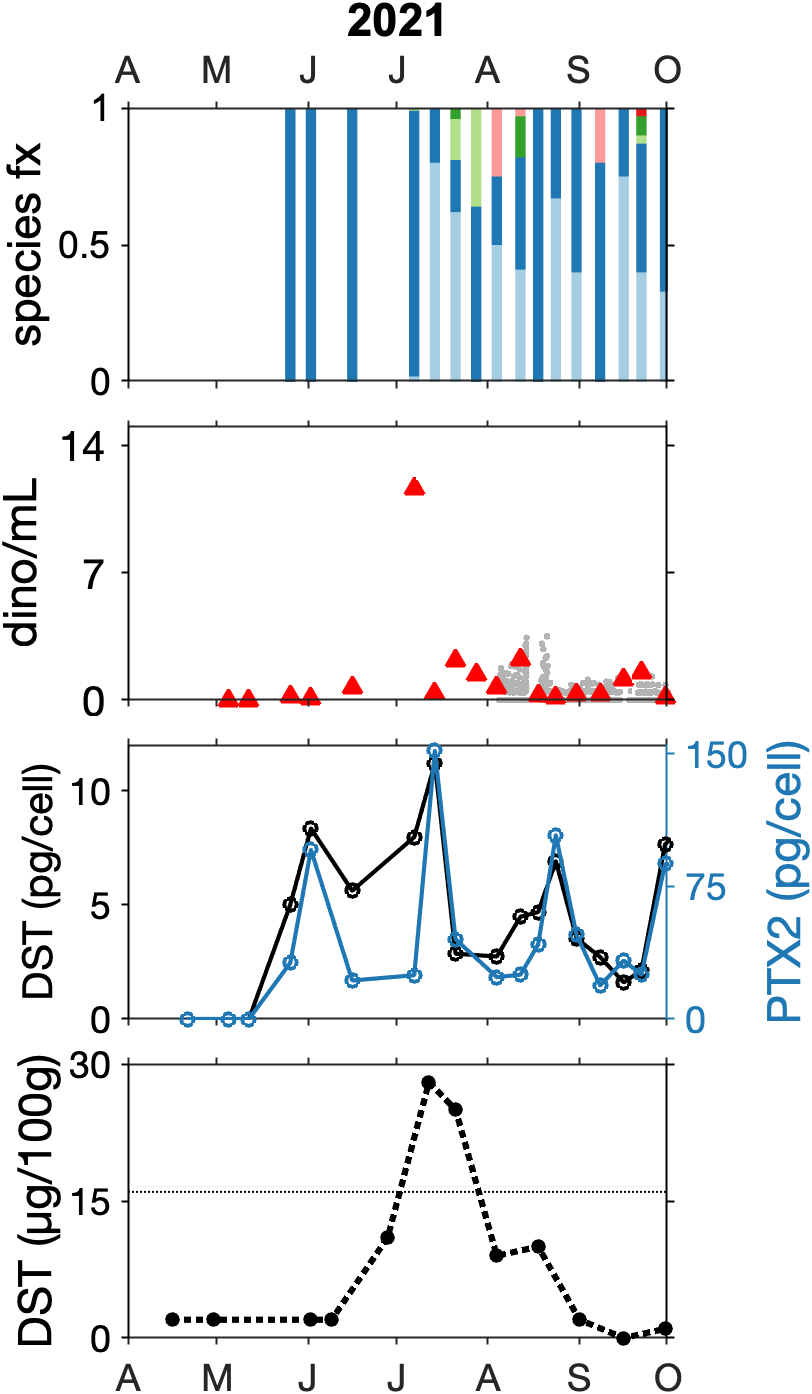 2021
A M J J A S O
species fx
1
0.5
0
dino/mL
14
7
0
DST (pg/cell)
10
5
0
PTX2 (pg/cell)
150
75
0
DST (µg/100g)
30
15
0
A M J J A S O